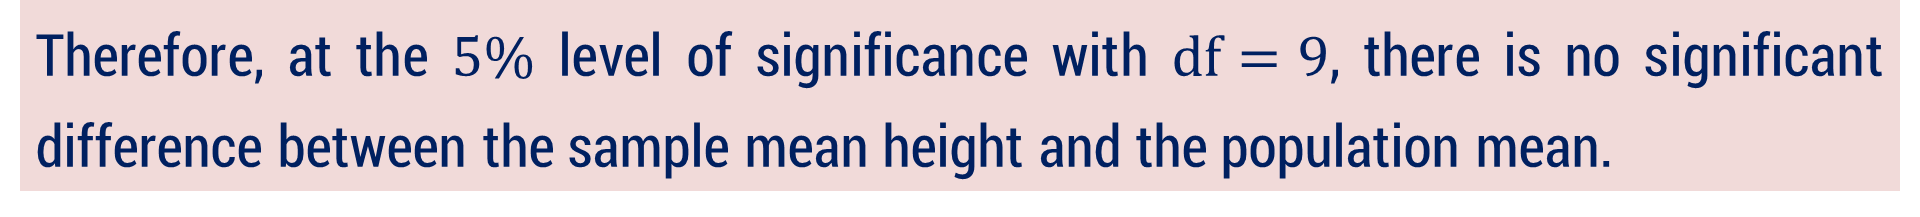 Therefore, at the 5% level of significance with df = 9, there is no significant
difference between the sample mean height and the population mean.